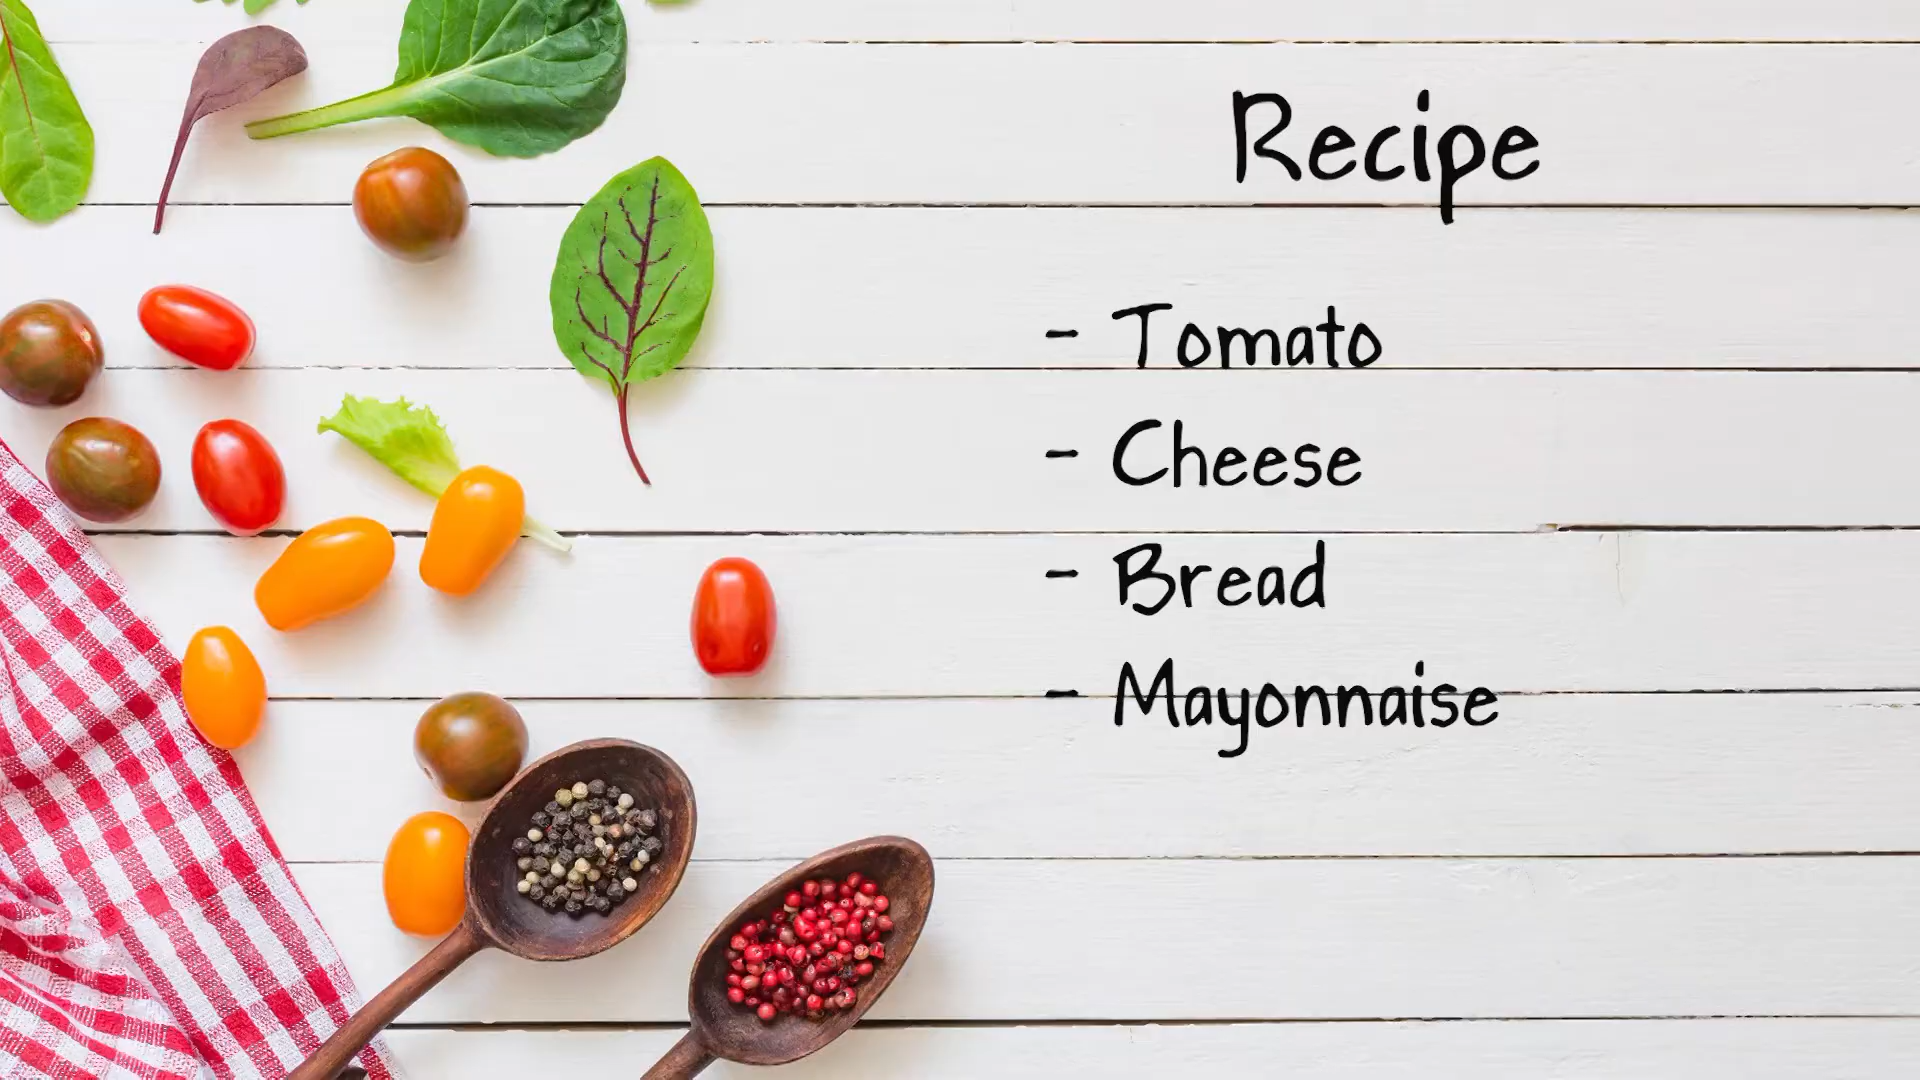 Recipe
- Tomato
- Cheese
- Bread
- Mayonnaise